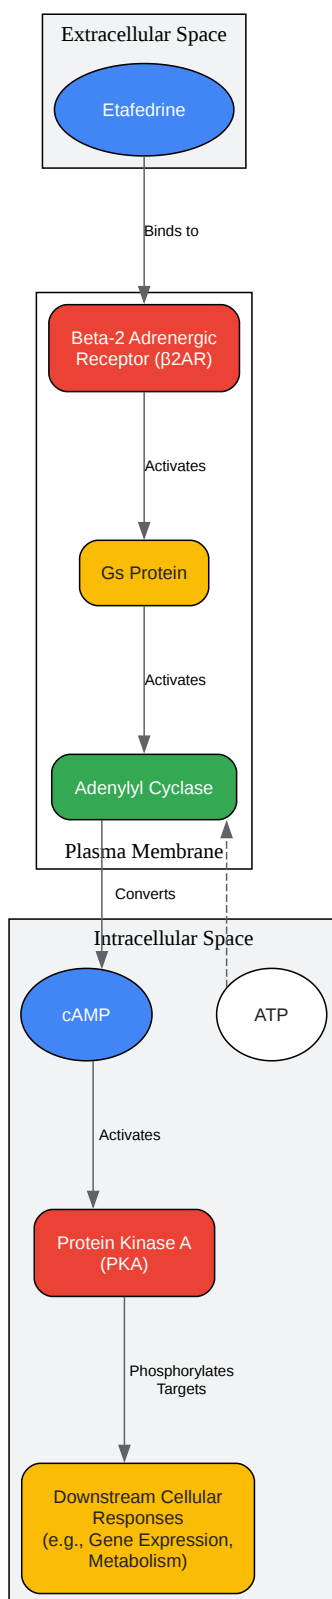 Extracellular Space
Etafedrine
Binds to
Beta-2 Adrenergic
Receptor (β2AR)
Activates
Gs Protein
Activates
Adenylyl Cyclase
Plasma Membrane
Converts
Intracellular Space
cAMP
ATP
Activates
Protein Kinase A
(PKA)
Phosphorylates
Targets
Downstream Cellular
Responses
(e.g., Gene Expression,
Metabolism)